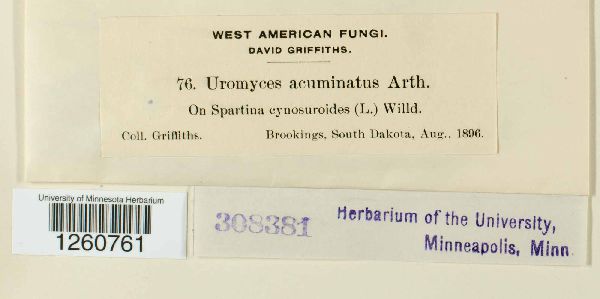 WEST AMERICAN FUNGI.
DAVID GRIFFITHS.
76. Uromyces acuminatus Arth.
On Spartina cynosuroides (L.) Willd.
Coll. Griffiths. Brookings, South Dakota, Aug., 1896.
University of Minnesota Herbarium
1260761
308381
Herbarium of the University,
Minneapolis, Minn.